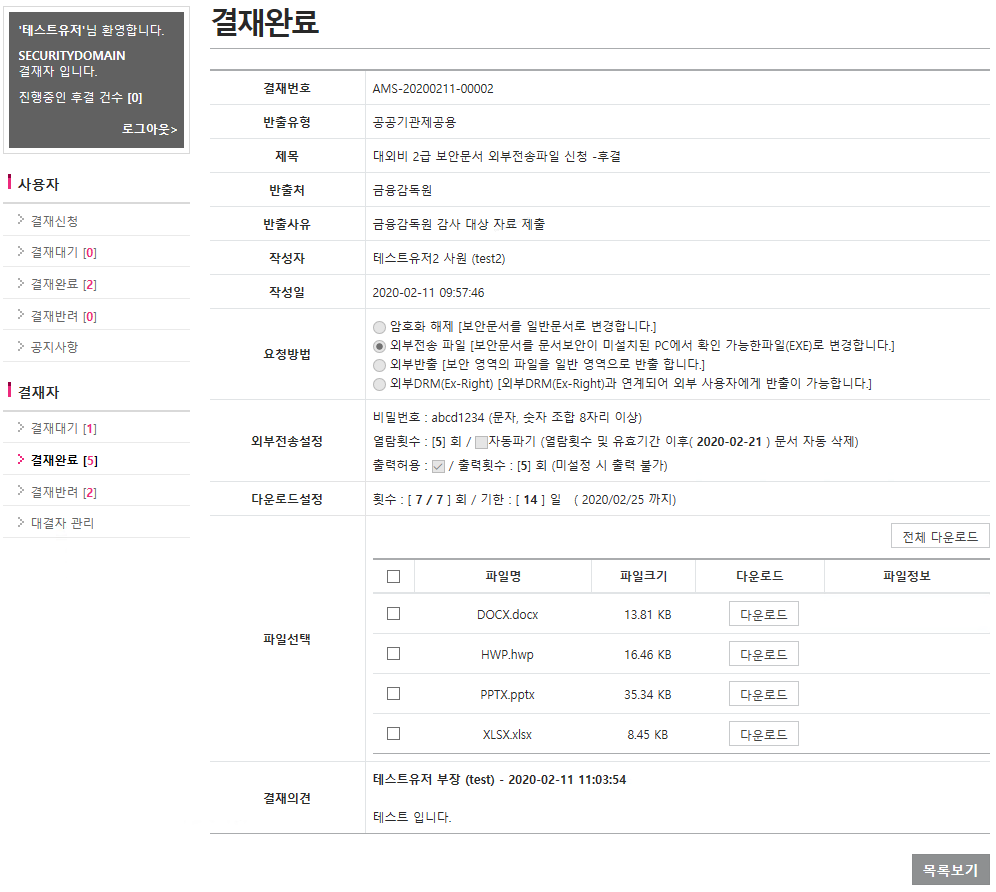 '테스트유저'님 환영합니다.
SECURITYDOMAIN
결재자 입니다.
진행중인 후결 건수 [0]
로그아웃>
사용자
결재신청
결재대기 [0]
결재완료 [2]
결재반려 [0]
공지사항
결재자
결재대기 [1]
결재완료 [5]
결재반려 [2]
대결자 관리
결재완료
결재번호 AMS-20200211-00002
반출유형 공공기관제공용
제목 대외비 2급 보안문서 외부전송파일 신청 -후결
반출처 금융감독원
반출사유 금융감독원 감사 대상 자료 제출
작성자 테스트유저2 사원 (test2)
작성일 2020-02-11 09:57:46
요청방법
암호화 해제 [보안문서를 일반문서로 변경합니다.]
외부전송 파일 [보안문서를 문서보안이 미설치된 PC에서 확인 가능한파일(EXE)로 변경합니다.]
외부반출 [보안 영역의 파일을 일반 영역으로 반출 합니다.]
외부DRM(Ex-Right) [외부DRM(Ex-Right)과 연계되어 외부 사용자에게 반출이 가능합니다.]
외부전송설정
비밀번호 : abcd1234 (문자, 숫자 조합 8자리 이상)
열람횟수 : [5] 회 / 자동파기 (열람횟수 및 유효기간 이후( 2020-02-21 ) 문서 자동 삭제)
출력허용 : / 출력횟수 : [5] 회 (미설정 시 출력 불가)
다운로드설정 횟수 : [ 7 / 7 ] 회 / 기한 : [ 14 ] 일 ( 2020/02/25 까지)
파일선택
전체 다운로드
파일명 파일크기 다운로드 파일정보
DOCX.docx 13.81 KB 다운로드
HWP.hwp 16.46 KB 다운로드
PPTX.pptx 35.34 KB 다운로드
XLSX.xlsx 8.45 KB 다운로드
결재의견
테스트유저 부장 (test) - 2020-02-11 11:03:54
테스트 입니다.
목록보기